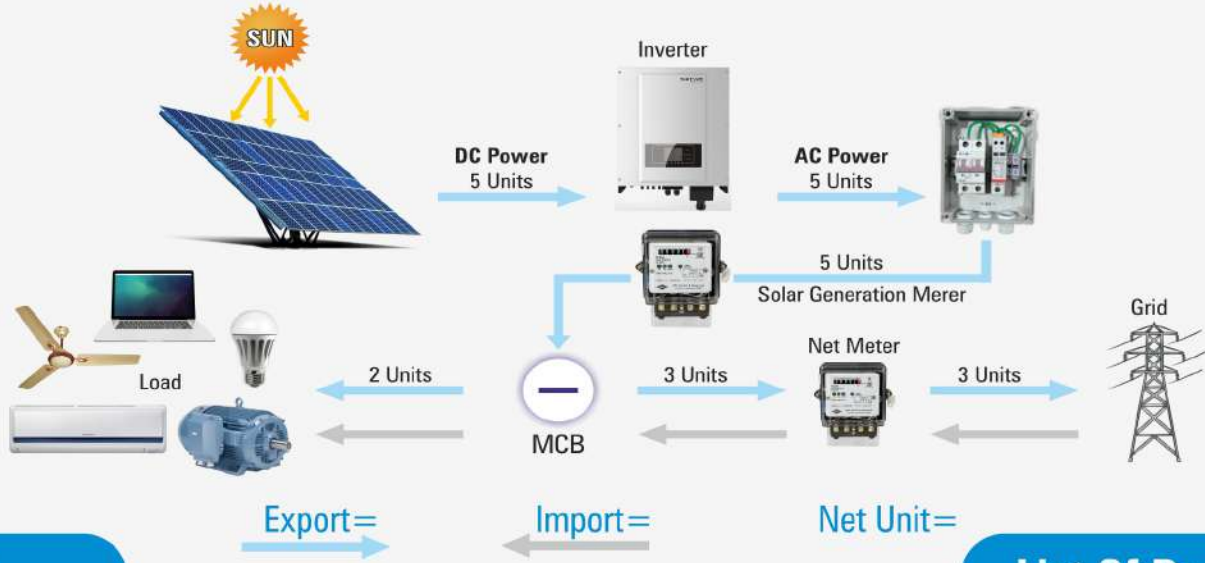 SUN
Inverter
DC Power
5 Units
AC Power
5 Units
5 Units
Solar Generation Merer
Grid
Net Meter
Load
2 Units
3 Units
3 Units
MCB
Export=
Import=
Net Unit=